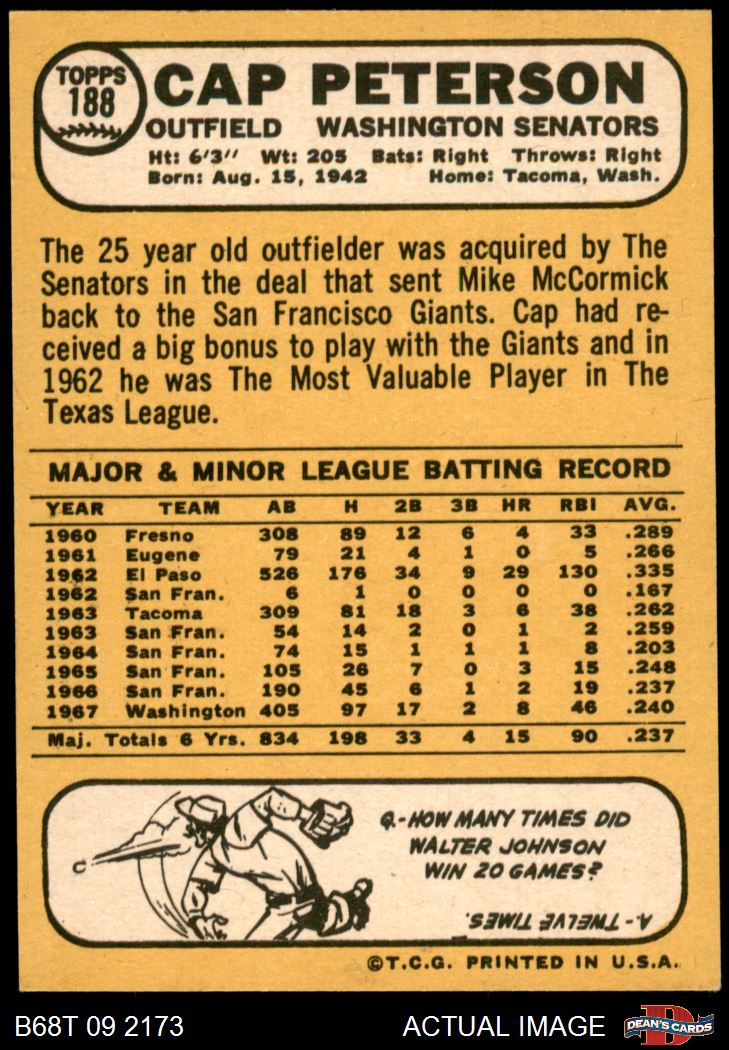 TOPPS
188
CAP PETERSON
OUTFIELD WASHINGTON SENATORS
Ht: 6'3'' Wt: 205 Bats: Right Throws: Right
Born: Aug. 15, 1942 Home: Tacoma, Wash.
The 25 year old outfielder was acquired by The
Senators in the deal that sent Mike McCormick
back to the San Francisco Giants. Cap had re-
ceived a big bonus to play with the Giants and in
1962 he was The Most Valuable Player in The
Texas League.
MAJOR & MINOR LEAGUE BATTING RECORD
YEAR TEAM AB H 2B 3B HR RBI AVG.
1960 Fresno 308 89 12 6 4 33 .289
1961 Eugene 79 21 4 1 0 5 .266
1962 El Paso 526 176 34 9 29 130 .335
1962 San Fran. 6 1 0 0 0 0 .167
1963 Tacoma 309 81 18 3 6 38 .262
1963 San Fran. 54 14 2 0 1 2 .259
1964 San Fran. 74 15 1 1 1 8 .203
1965 San Fran. 105 26 7 0 3 15 .248
1966 San Fran. 190 45 6 1 2 19 .237
1967 Washington 405 97 17 2 8 46 .240
Maj. Totals 6 Yrs. 834 198 33 4 15 90 .237
Q.-HOW MANY TIMES DID
WALTER JOHNSON
WIN 20 GAMES?
A.-TWELVE TIMES.
©T.C.G. PRINTED IN U.S.A.
B68T 09 2173 ACTUAL IMAGE
D
DEAN'S CARDS